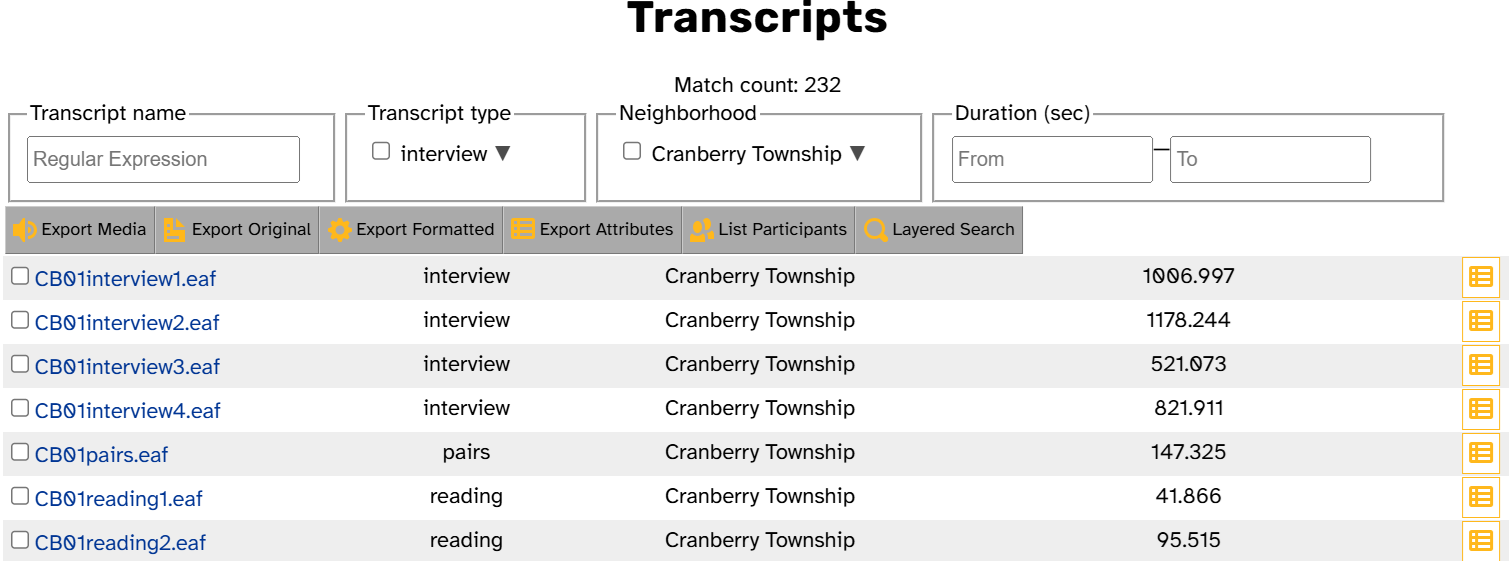 Transcripts
Match count: 232
Transcript name Transcript type Neighborhood Duration (sec)
Regular Expression interview ▼ Cranberry Township ▼ From – To
Export Media Export Original Export Formatted Export Attributes List Participants Layered Search
CB01interview1.eaf interview Cranberry Township 1006.997
CB01interview2.eaf interview Cranberry Township 1178.244
CB01interview3.eaf interview Cranberry Township 521.073
CB01interview4.eaf interview Cranberry Township 821.911
CB01pairs.eaf pairs Cranberry Township 147.325
CB01reading1.eaf reading Cranberry Township 41.866
CB01reading2.eaf reading Cranberry Township 95.515